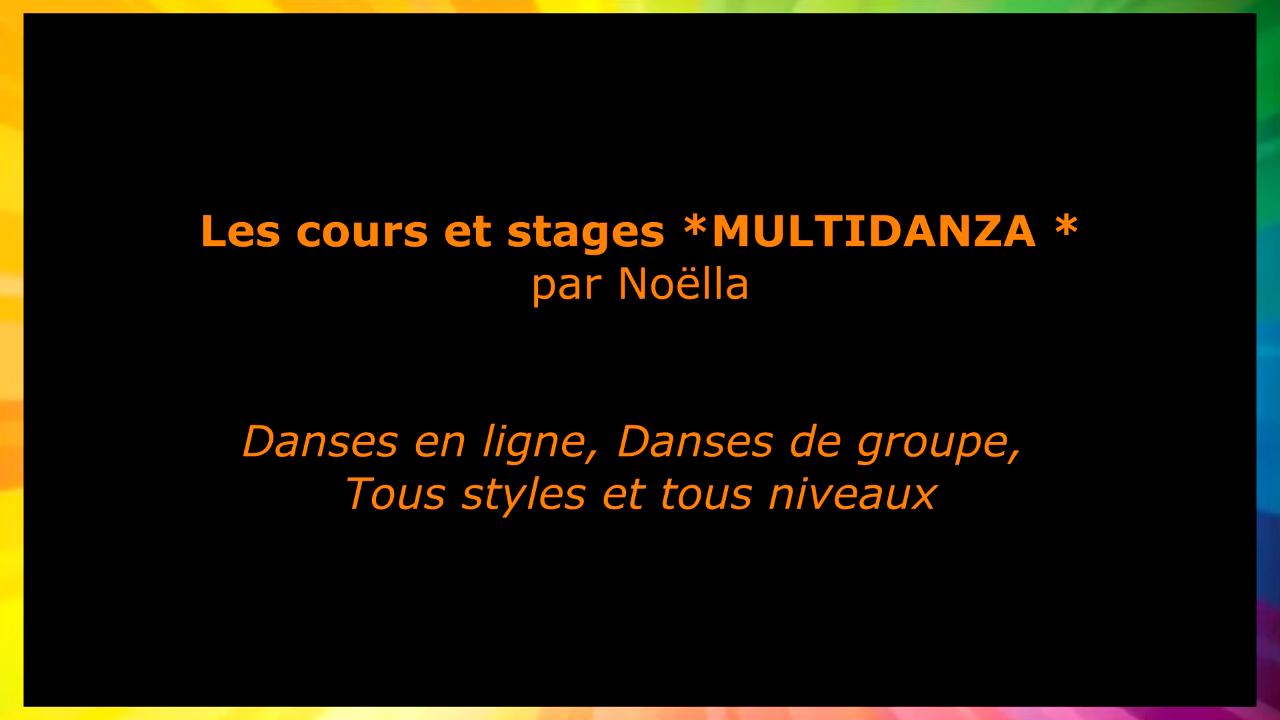 Les cours et stages *MULTIDANZA *
par Noëlla
Danses en ligne, Danses de groupe,
Tous styles et tous niveaux